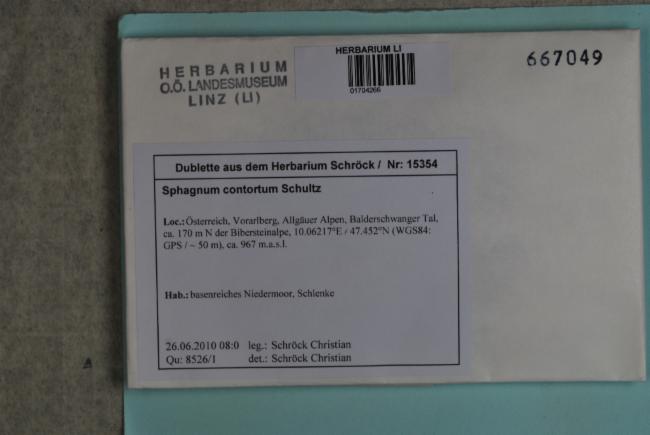 HERBARIUM
O.Ö. LANDESMUSEUM
LINZ (LI)
HERBARIUM LI
01704266
667049
Dublette aus dem Herbarium Schröck / Nr: 15354
Sphagnum contortum Schultz
Loc.: Österreich, Vorarlberg, Allgäuer Alpen, Balderschwanger Tal,
ca. 170 m N der Bibersteinalpe, 10.06217°E / 47.452°N (WGS84:
GPS / ~ 50 m), ca. 967 m.a.s.l.
Hab.: basenreiches Niedermoor, Schlenke
26.06.2010 08:0 leg.: Schröck Christian
Qu: 8526/1 det.: Schröck Christian